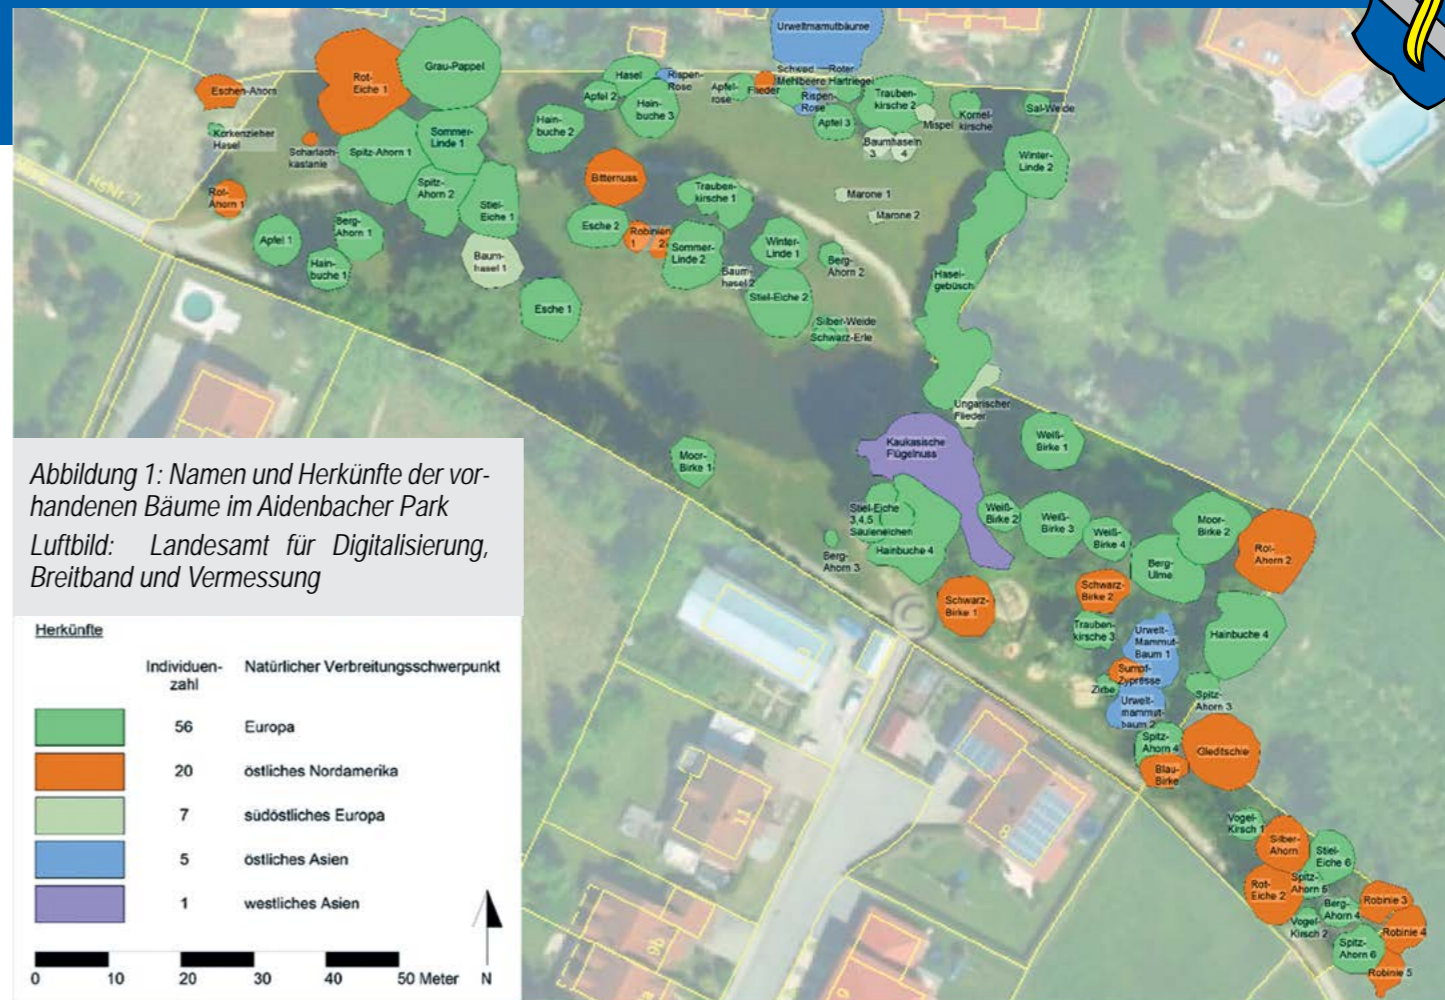 Urweltmamutbäume
Grau-Pappel
Rot-
Eiche 1
Eschen-Ahorn
Korkenzieher
Hasel
Scharlach-
kastanie
Spitz-Ahorn 1
Sommer-
Linde 1
Spitz-
Ahorn 2
Stiel-
Eiche 1
Rot-
Ahorn 1
HsNr. 7
Apfel 1
Berg-
Ahorn 1
Hain-
buche 1
Baum-
hasel 1
Esche 1
Hasel
Rispen-
Rose
Apfel 2
Hain-
buche 3
Hain-
buche 2
Apfel-
rose
Flieder
Schwed.
Mehlbeere
Roter
Hartriegel
Rispen-
Rose
Apfel 3
Trauben-
kirsche 2
Mispel
Kornel-
kirsche
Sal-Weide
Baumhaseln
3 4
Winter-
Linde 2
Bitternuss
Trauben-
kirsche 1
Marone 1
Marone 2
Esche 2
Robinien
1 2
Sommer-
Linde 2
Baum-
hasel 2
Winter-
Linde 1
Berg-
Ahorn 2
Stiel-Eiche 2
Silber-Weide
Schwarz-Erle
Hasel-
gebüsch
Ungarischer
Flieder
Kaukasische
Flügelnuss
Weiß-
Birke 1
Moor-
Birke 1
Stiel-Eiche
3,4,5
Säuleneichen
Hainbuche 4
Berg-
Ahorn 3
Weiß-
Birke 2
Weiß-
Birke 3
Weiß-
Birke 4
Moor-
Birke 2
Berg-
Ulme
Rot-
Ahorn 2
Schwarz-
Birke 1
Schwarz-
Birke 2
Trauben-
kirsche 3
Urwelt-
Mammut-
Baum 1
Hainbuche 4
Sumpf-
Zypresse
Zirbe
Urwelt-
mammut-
baum 2
Spitz-
Ahorn 3
Spitz-
Ahorn 4
Gleditschie
Blau-
Birke
Vogel-
Kirsch 1
Silber-
Ahorn
Stiel-
Eiche 6
Rot-
Eiche 2
Spitz-
Ahorn 5
Berg-
Ahorn 4
Robinie 3
Vogel-
Kirsch 2
Robinie 4
Spitz-
Ahorn 6
Robinie 5
©
11
8
9b
9
a
Abbildung 1: Namen und Herkünfte der vor-
handenen Bäume im Aidenbacher Park
Luftbild: Landesamt für Digitalisierung,
Breitband und Vermessung
Herkünfte
Individuen-
zahl
Natürlicher Verbreitungsschwerpunkt
56 Europa
20 östliches Nordamerika
7 südöstliches Europa
5 östliches Asien
1 westliches Asien
0 10 20 30 40 50 Meter N